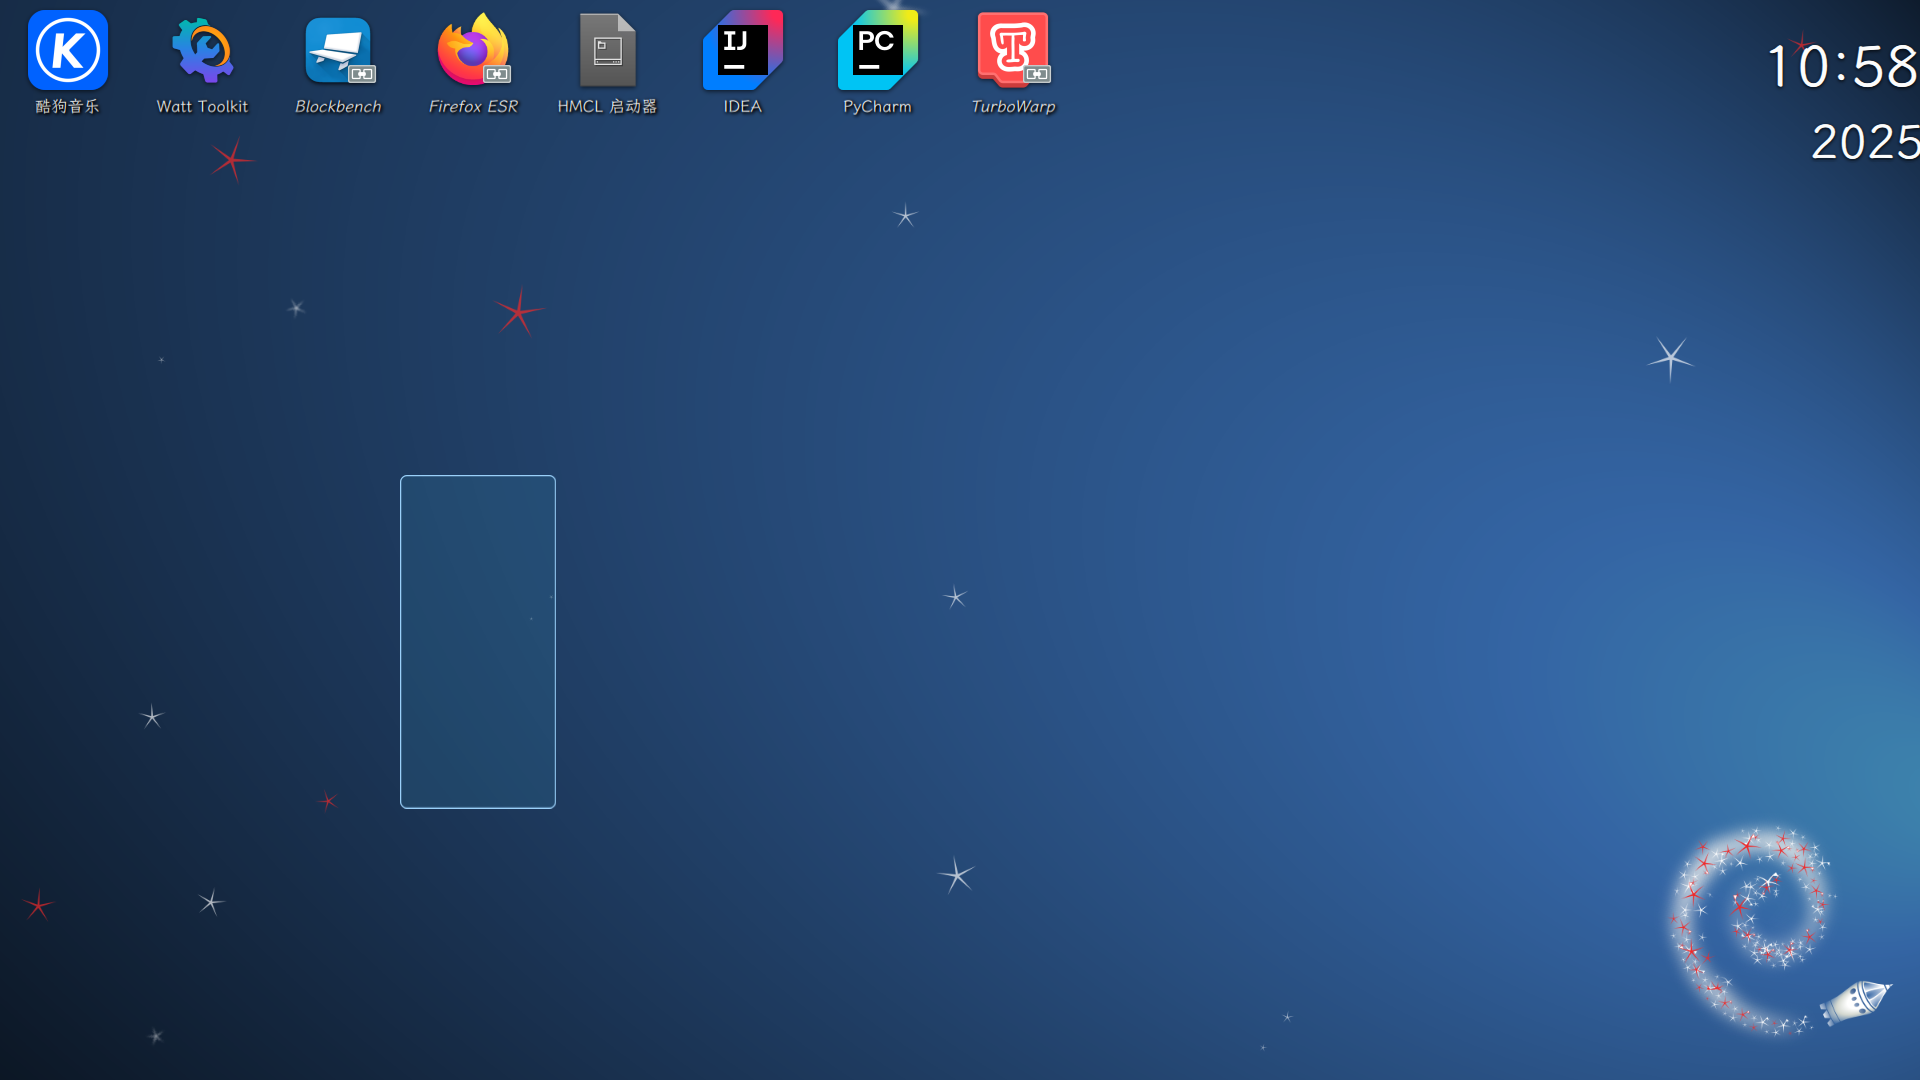 酷狗音乐
Watt Toolkit
Blockbench
Firefox ESR
HMCL 启动器
IDEA
PyCharm
TurboWarp
K
IJ
PC
T
10:58
2025